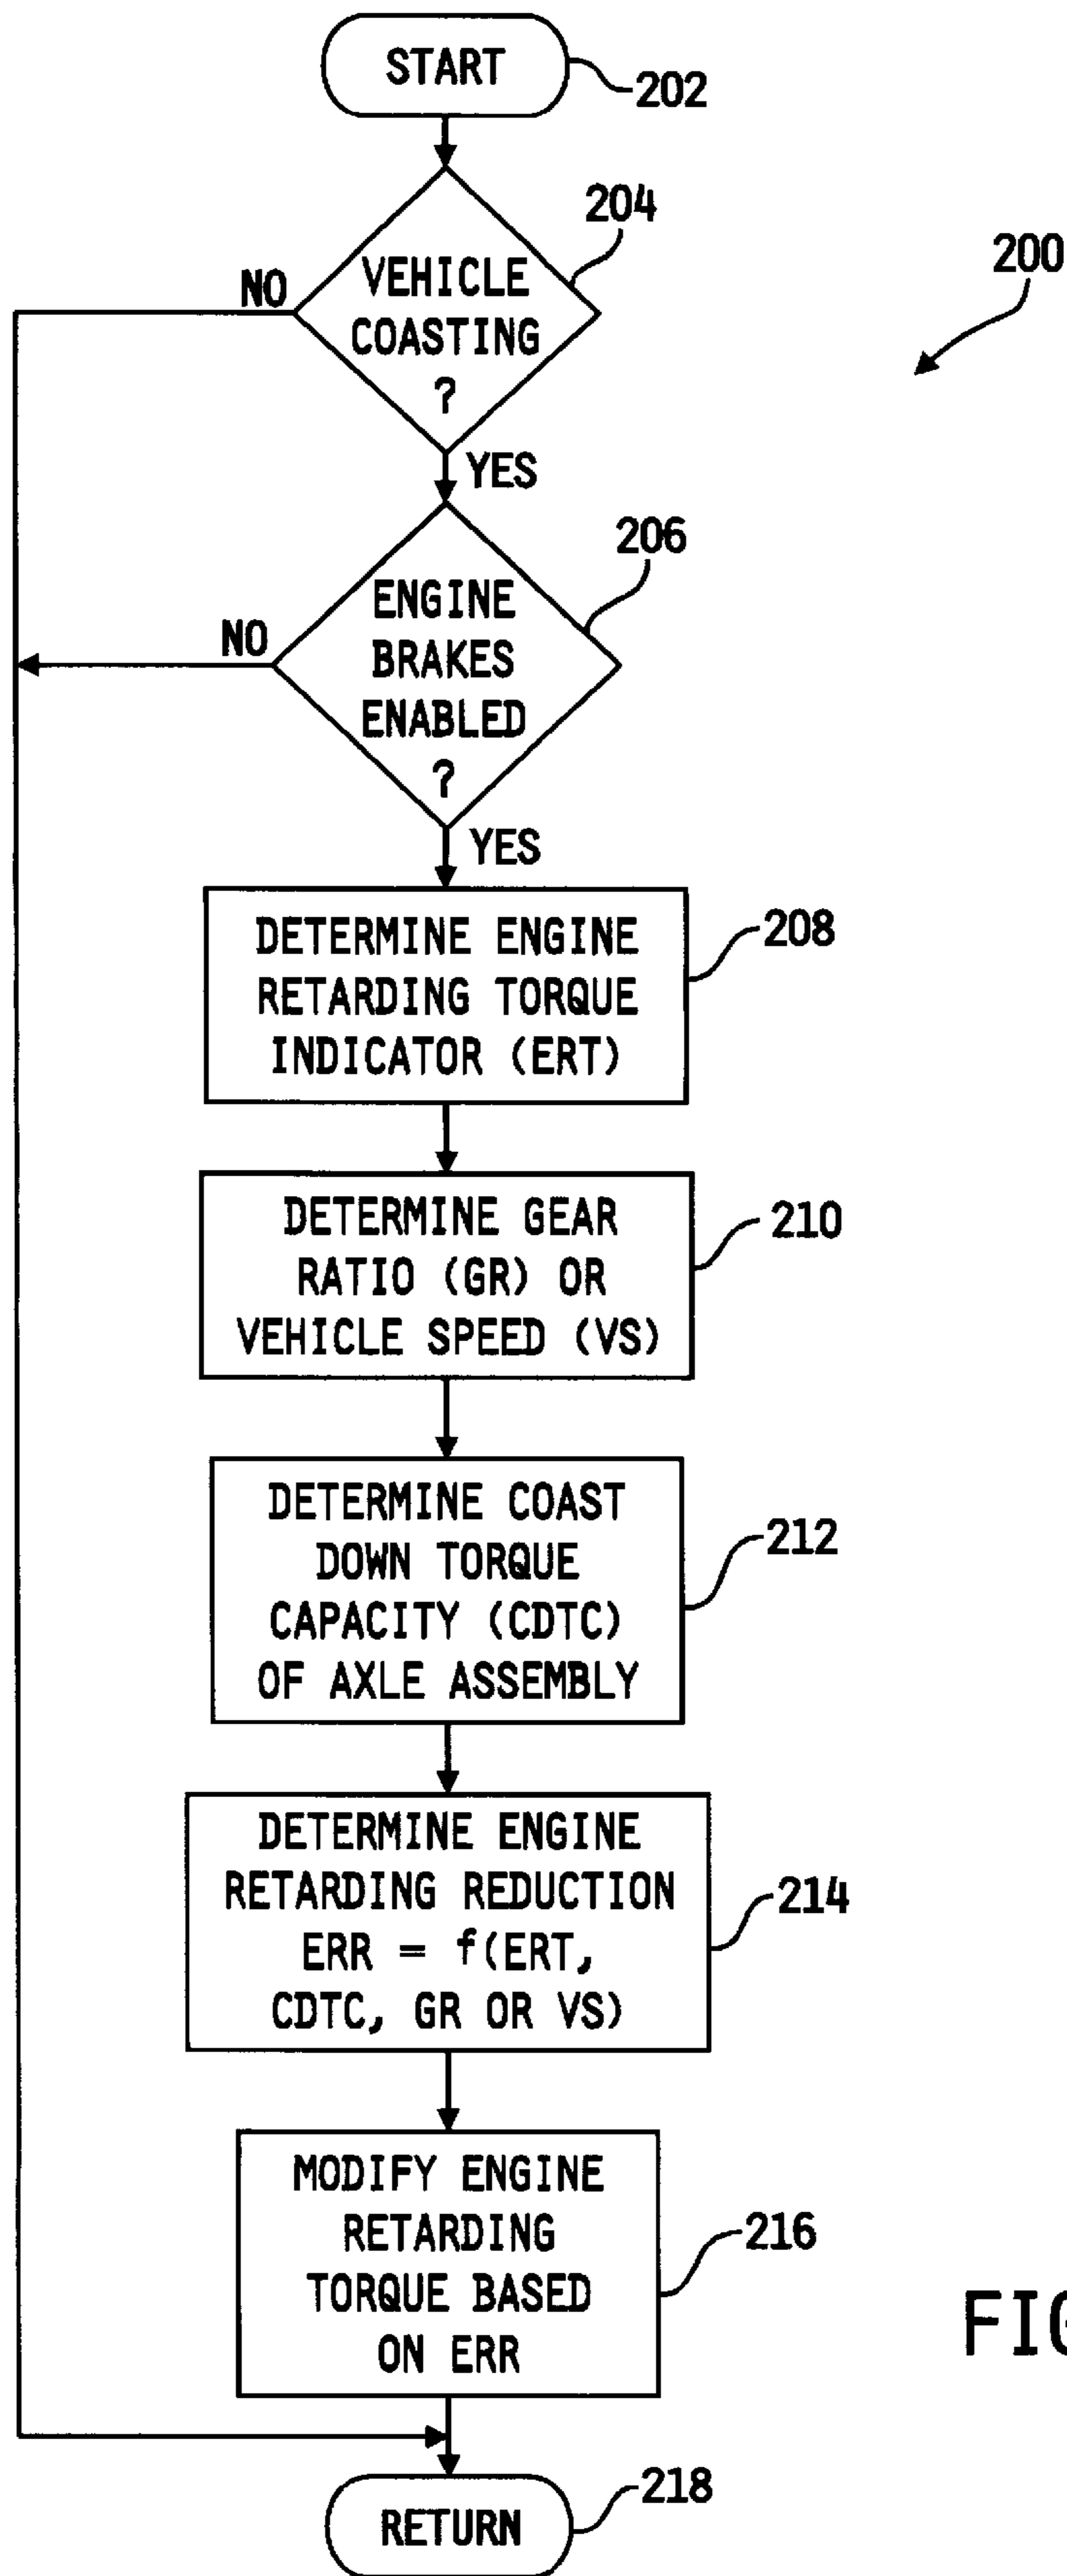 START
202
204
200
VEHICLE
COASTING
?
NO
YES
206
ENGINE
BRAKES
ENABLED
?
NO
YES
DETERMINE ENGINE
RETARDING TORQUE
INDICATOR (ERT)
208
DETERMINE GEAR
RATIO (GR) OR
VEHICLE SPEED (VS)
210
DETERMINE COAST
DOWN TORQUE
CAPACITY (CDTC)
OF AXLE ASSEMBLY
212
DETERMINE ENGINE
RETARDING REDUCTION
ERR = f(ERT,
CDTC, GR OR VS)
214
MODIFY ENGINE
RETARDING
TORQUE BASED
ON ERR
216
RETURN
218